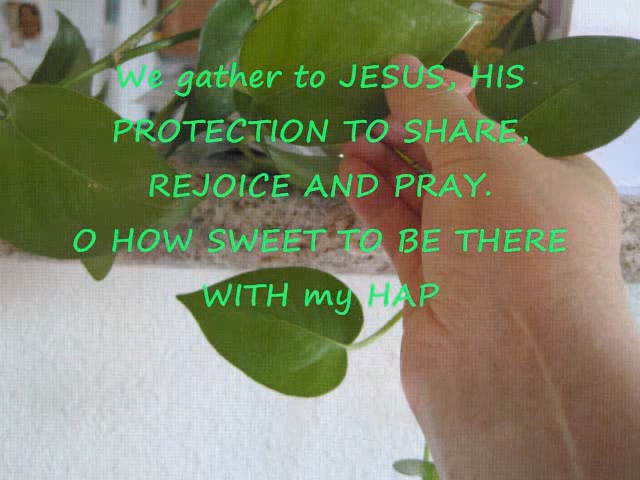 We gather to JESUS, HIS
PROTECTION TO SHARE,
REJOICE AND PRAY.
O HOW SWEET TO BE THERE
WITH my HAP